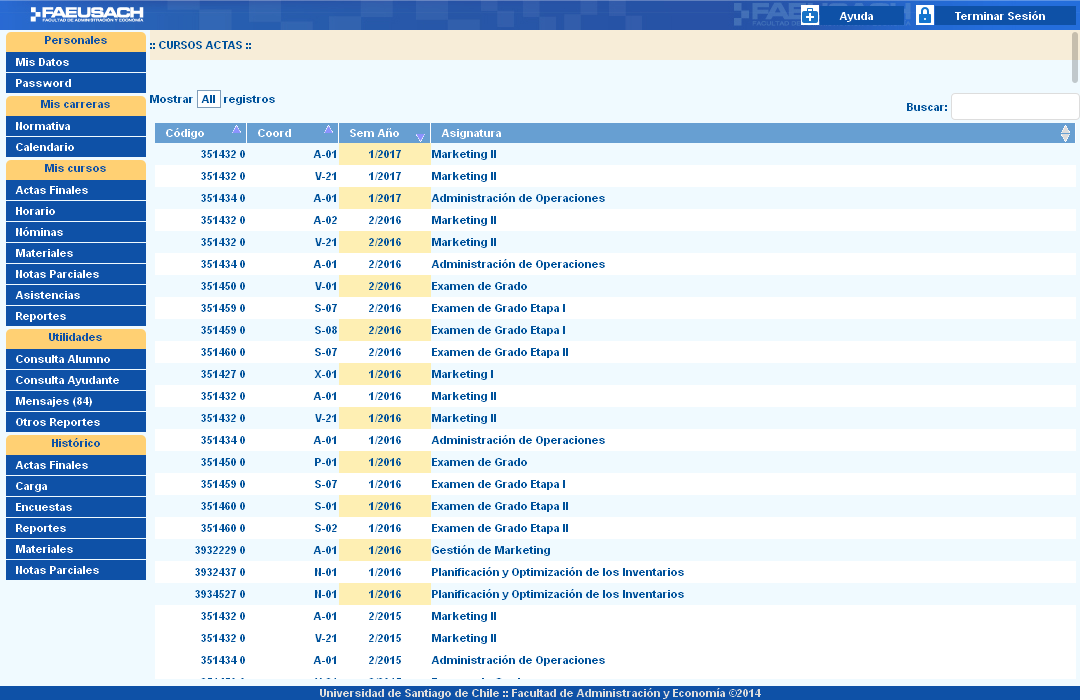 FAEUSACH
FACULTAD DE ADMINISTRACIÓN Y ECONOMÍA
Ayuda
Terminar Sesión
Personales
Mis Datos
Password
Mis carreras
Normativa
Calendario
Mis cursos
Actas Finales
Horario
Nóminas
Materiales
Notas Parciales
Asistencias
Reportes
Utilidades
Consulta Alumno
Consulta Ayudante
Mensajes (84)
Otros Reportes
Histórico
Actas Finales
Carga
Encuestas
Reportes
Materiales
Notas Parciales
:: CURSOS ACTAS ::
Mostrar All registros
Buscar:
Código Coord Sem Año Asignatura
351432 0 A-01 1/2017 Marketing II
351432 0 V-21 1/2017 Marketing II
351434 0 A-01 1/2017 Administración de Operaciones
351432 0 A-02 2/2016 Marketing II
351432 0 V-21 2/2016 Marketing II
351434 0 A-01 2/2016 Administración de Operaciones
351450 0 V-01 2/2016 Examen de Grado
351459 0 S-07 2/2016 Examen de Grado Etapa I
351459 0 S-08 2/2016 Examen de Grado Etapa I
351460 0 S-07 2/2016 Examen de Grado Etapa II
351427 0 X-01 1/2016 Marketing I
351432 0 A-01 1/2016 Marketing II
351432 0 V-21 1/2016 Marketing II
351434 0 A-01 1/2016 Administración de Operaciones
351450 0 P-01 1/2016 Examen de Grado
351459 0 S-07 1/2016 Examen de Grado Etapa I
351460 0 S-01 1/2016 Examen de Grado Etapa II
351460 0 S-02 1/2016 Examen de Grado Etapa II
3932229 0 A-01 1/2016 Gestión de Marketing
3932437 0 N-01 1/2016 Planificación y Optimización de los Inventarios
3934527 0 N-01 1/2016 Planificación y Optimización de los Inventarios
351432 0 A-01 2/2015 Marketing II
351432 0 V-21 2/2015 Marketing II
351434 0 A-01 2/2015 Administración de Operaciones
Universidad de Santiago de Chile :: Facultad de Administración y Economía ©2014